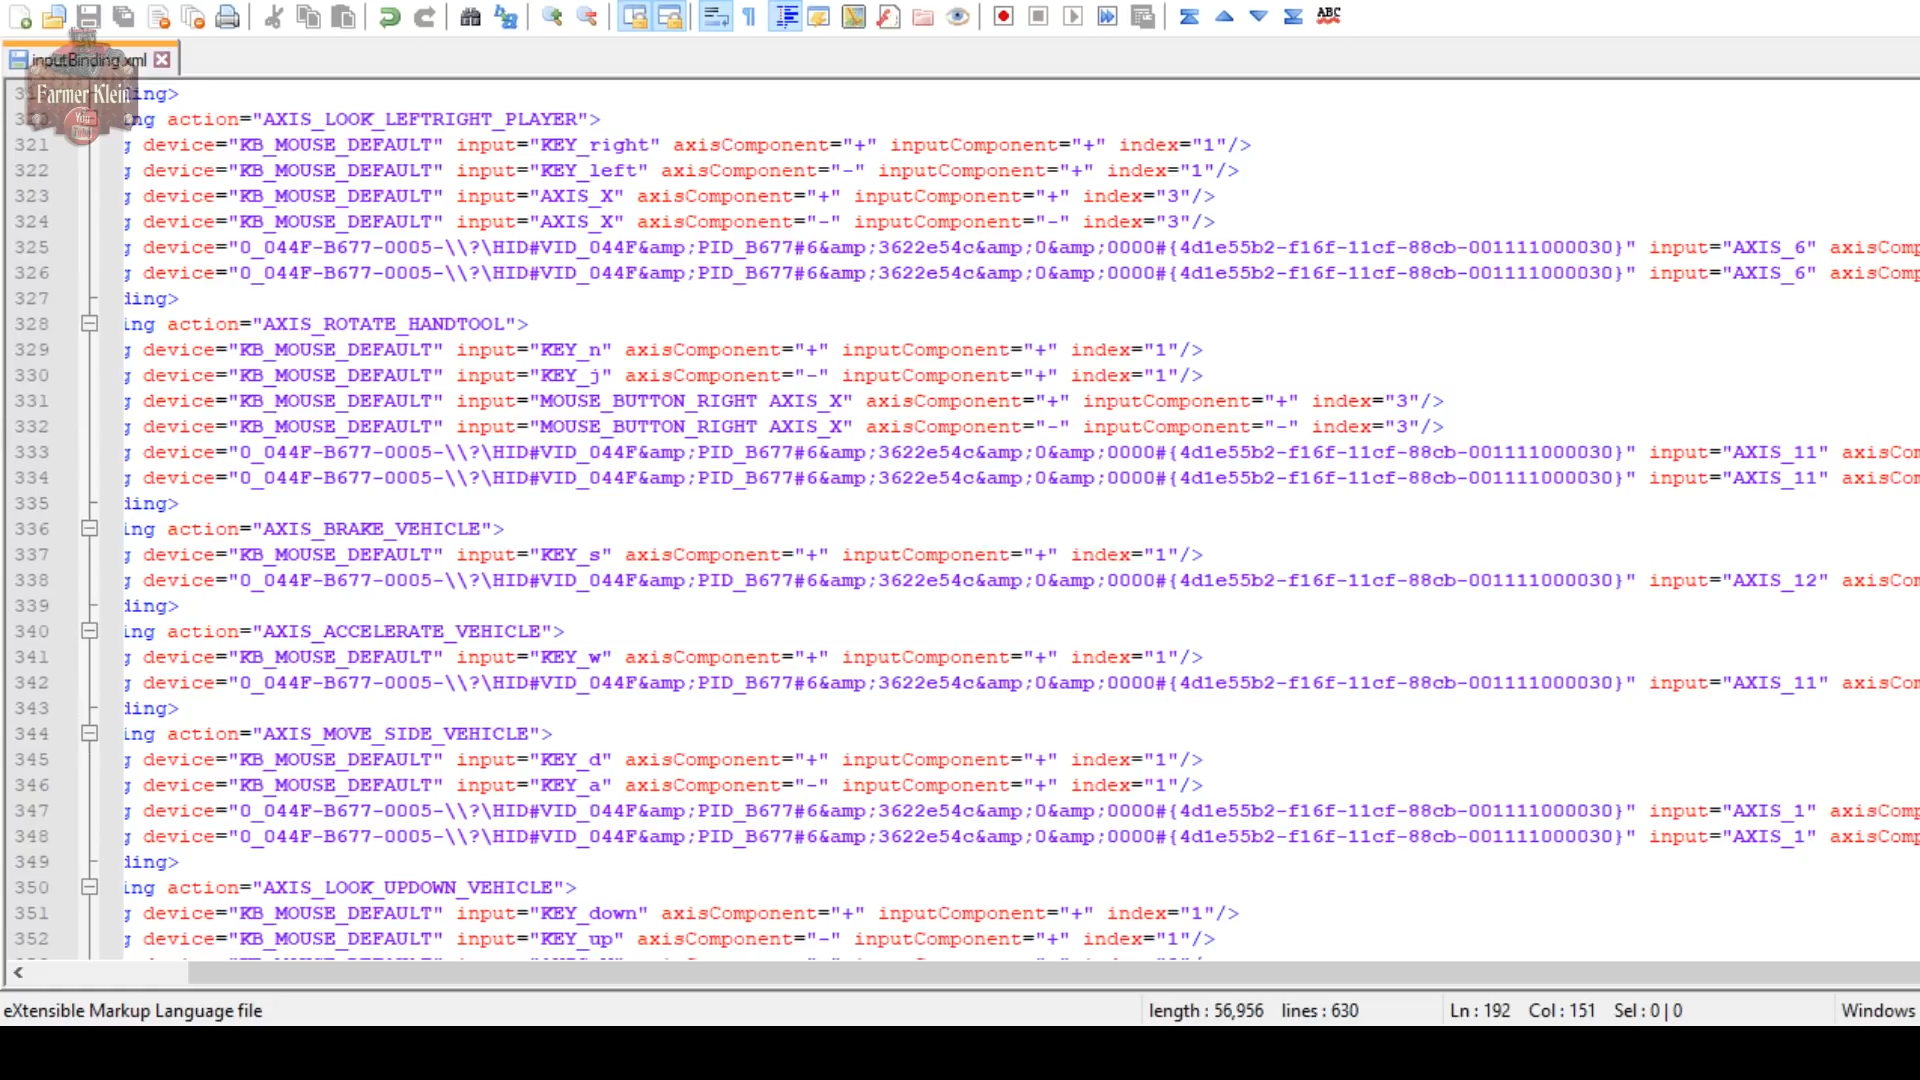 inputBinding.xml
Farmer Klein
You Tube
ing>
ing action="AXIS_LOOK_LEFTRIGHT_PLAYER">
321 g device="KB_MOUSE_DEFAULT" input="KEY_right" axisComponent="+" inputComponent="+" index="1"/>
322 g device="KB_MOUSE_DEFAULT" input="KEY_left" axisComponent="-" inputComponent="+" index="1"/>
323 g device="KB_MOUSE_DEFAULT" input="AXIS_X" axisComponent="+" inputComponent="+" index="3"/>
324 g device="KB_MOUSE_DEFAULT" input="AXIS_X" axisComponent="-" inputComponent="-" index="3"/>
325 g device="0_044F-B677-0005-\\?\HID#VID_044F&amp;PID_B677#6&amp;3622e54c&amp;0&amp;0000#{4d1e55b2-f16f-11cf-88cb-001111000030}" input="AXIS_6" axisComp
326 g device="0_044F-B677-0005-\\?\HID#VID_044F&amp;PID_B677#6&amp;3622e54c&amp;0&amp;0000#{4d1e55b2-f16f-11cf-88cb-001111000030}" input="AXIS_6" axisComp
327 ding>
328 ing action="AXIS_ROTATE_HANDTOOL">
329 g device="KB_MOUSE_DEFAULT" input="KEY_n" axisComponent="+" inputComponent="+" index="1"/>
330 g device="KB_MOUSE_DEFAULT" input="KEY_j" axisComponent="-" inputComponent="+" index="1"/>
331 g device="KB_MOUSE_DEFAULT" input="MOUSE_BUTTON_RIGHT AXIS_X" axisComponent="+" inputComponent="+" index="3"/>
332 g device="KB_MOUSE_DEFAULT" input="MOUSE_BUTTON_RIGHT AXIS_X" axisComponent="-" inputComponent="-" index="3"/>
333 g device="0_044F-B677-0005-\\?\HID#VID_044F&amp;PID_B677#6&amp;3622e54c&amp;0&amp;0000#{4d1e55b2-f16f-11cf-88cb-001111000030}" input="AXIS_11" axisCom
334 g device="0_044F-B677-0005-\\?\HID#VID_044F&amp;PID_B677#6&amp;3622e54c&amp;0&amp;0000#{4d1e55b2-f16f-11cf-88cb-001111000030}" input="AXIS_11" axisCom
335 ding>
336 ing action="AXIS_BRAKE_VEHICLE">
337 g device="KB_MOUSE_DEFAULT" input="KEY_s" axisComponent="+" inputComponent="+" index="1"/>
338 g device="0_044F-B677-0005-\\?\HID#VID_044F&amp;PID_B677#6&amp;3622e54c&amp;0&amp;0000#{4d1e55b2-f16f-11cf-88cb-001111000030}" input="AXIS_12" axisCom
339 ding>
340 ing action="AXIS_ACCELERATE_VEHICLE">
341 g device="KB_MOUSE_DEFAULT" input="KEY_w" axisComponent="+" inputComponent="+" index="1"/>
342 g device="0_044F-B677-0005-\\?\HID#VID_044F&amp;PID_B677#6&amp;3622e54c&amp;0&amp;0000#{4d1e55b2-f16f-11cf-88cb-001111000030}" input="AXIS_11" axisCom
343 ding>
344 ing action="AXIS_MOVE_SIDE_VEHICLE">
345 g device="KB_MOUSE_DEFAULT" input="KEY_d" axisComponent="+" inputComponent="+" index="1"/>
346 g device="KB_MOUSE_DEFAULT" input="KEY_a" axisComponent="-" inputComponent="+" index="1"/>
347 g device="0_044F-B677-0005-\\?\HID#VID_044F&amp;PID_B677#6&amp;3622e54c&amp;0&amp;0000#{4d1e55b2-f16f-11cf-88cb-001111000030}" input="AXIS_1" axisComp
348 g device="0_044F-B677-0005-\\?\HID#VID_044F&amp;PID_B677#6&amp;3622e54c&amp;0&amp;0000#{4d1e55b2-f16f-11cf-88cb-001111000030}" input="AXIS_1" axisComp
349 ding>
350 ing action="AXIS_LOOK_UPDOWN_VEHICLE">
351 g device="KB_MOUSE_DEFAULT" input="KEY_down" axisComponent="+" inputComponent="+" index="1"/>
352 g device="KB_MOUSE_DEFAULT" input="KEY_up" axisComponent="-" inputComponent="+" index="1"/>
eXtensible Markup Language file length : 56,956 lines : 630 Ln : 192 Col : 151 Sel : 0 | 0 Windows